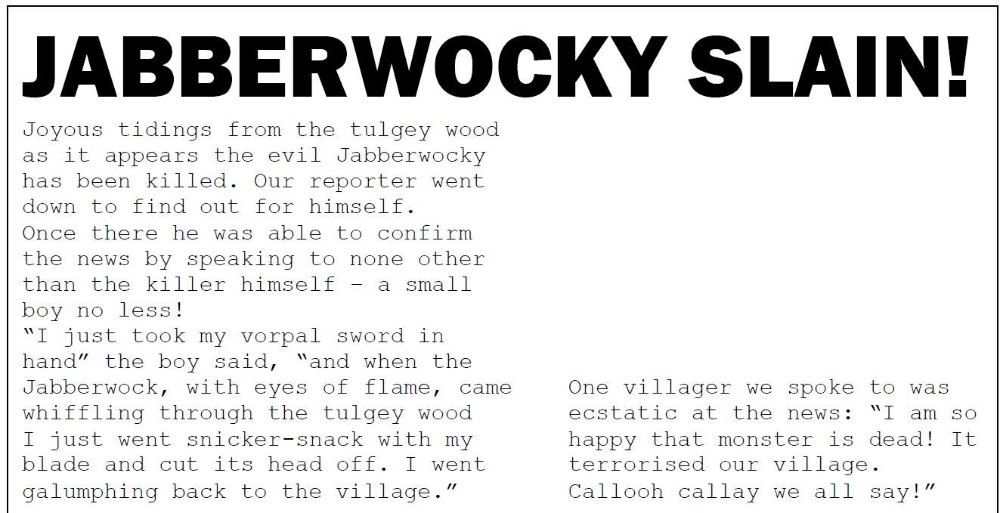 JABBERWOCKY SLAIN!
Joyous tidings from the tulgey wood
as it appears the evil Jabberwocky
has been killed. Our reporter went
down to find out for himself.
Once there he was able to confirm
the news by speaking to none other
than the killer himself – a small
boy no less!
“I just took my vorpal sword in
hand” the boy said, “and when the
Jabberwock, with eyes of flame, came
whiffling through the tulgey wood
I just went snicker-snack with my
blade and cut its head off. I went
galumphing back to the village.”
One villager we spoke to was
ecstatic at the news: “I am so
happy that monster is dead! It
terrorised our village.
Callooh callay we all say!”